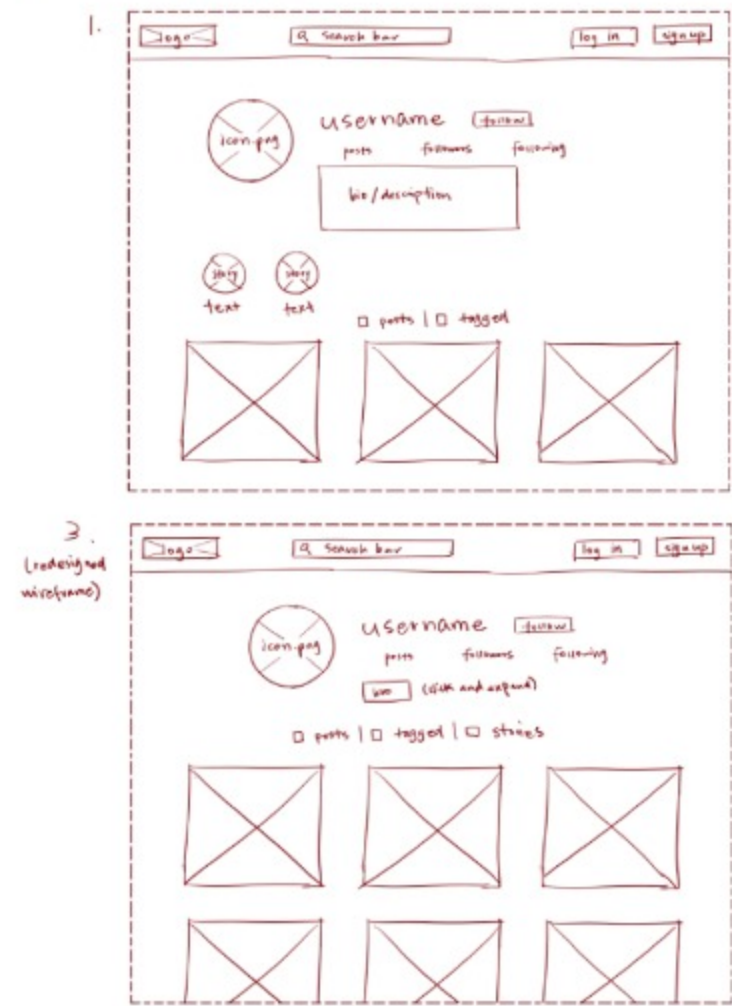 1.
logo
search bar
log in
sign up
icon.png
username
follow
posts followers following
bio/description
story story
text text
posts | tagged
3.
(redesigned
wireframe)
logo
search bar
log in
sign up
icon.png
username
follow
posts followers following
bio (click and expand)
posts | tagged | stories